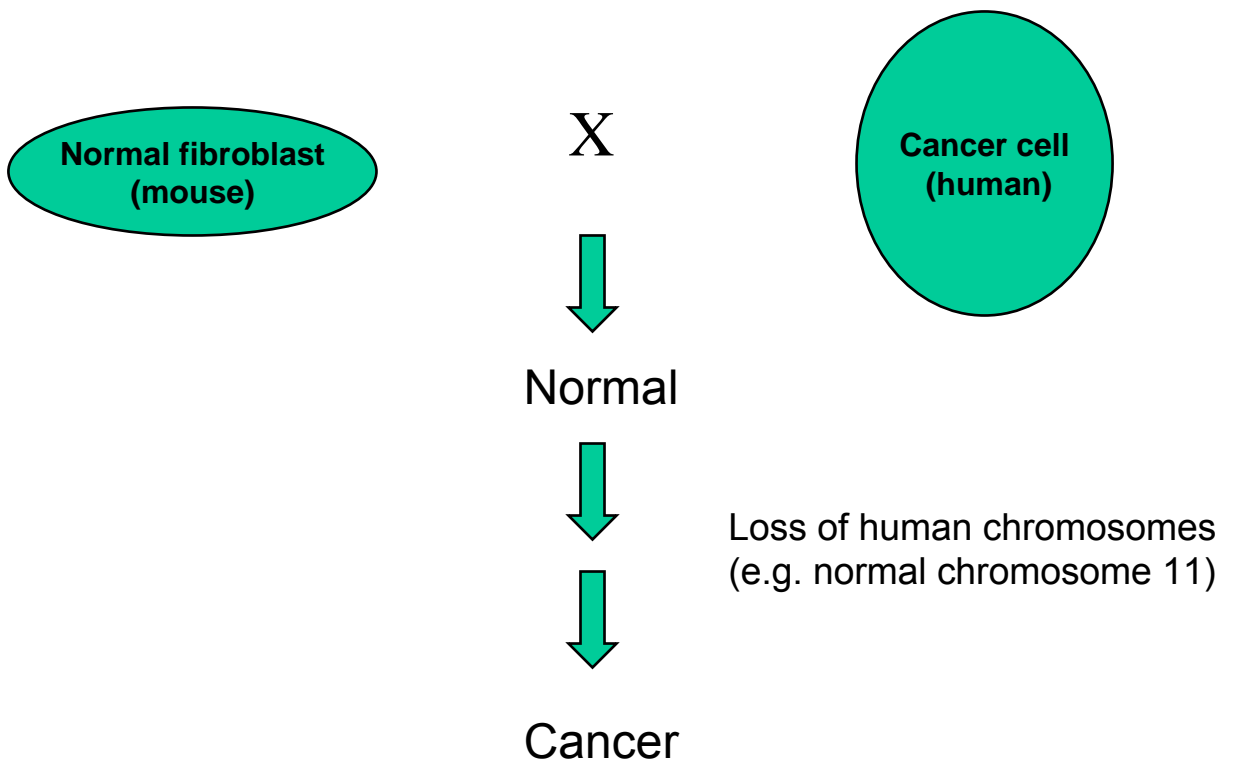 Normal fibroblast
(mouse)
X
Cancer cell
(human)
Normal
Loss of human chromosomes
(e.g. normal chromosome 11)
Cancer